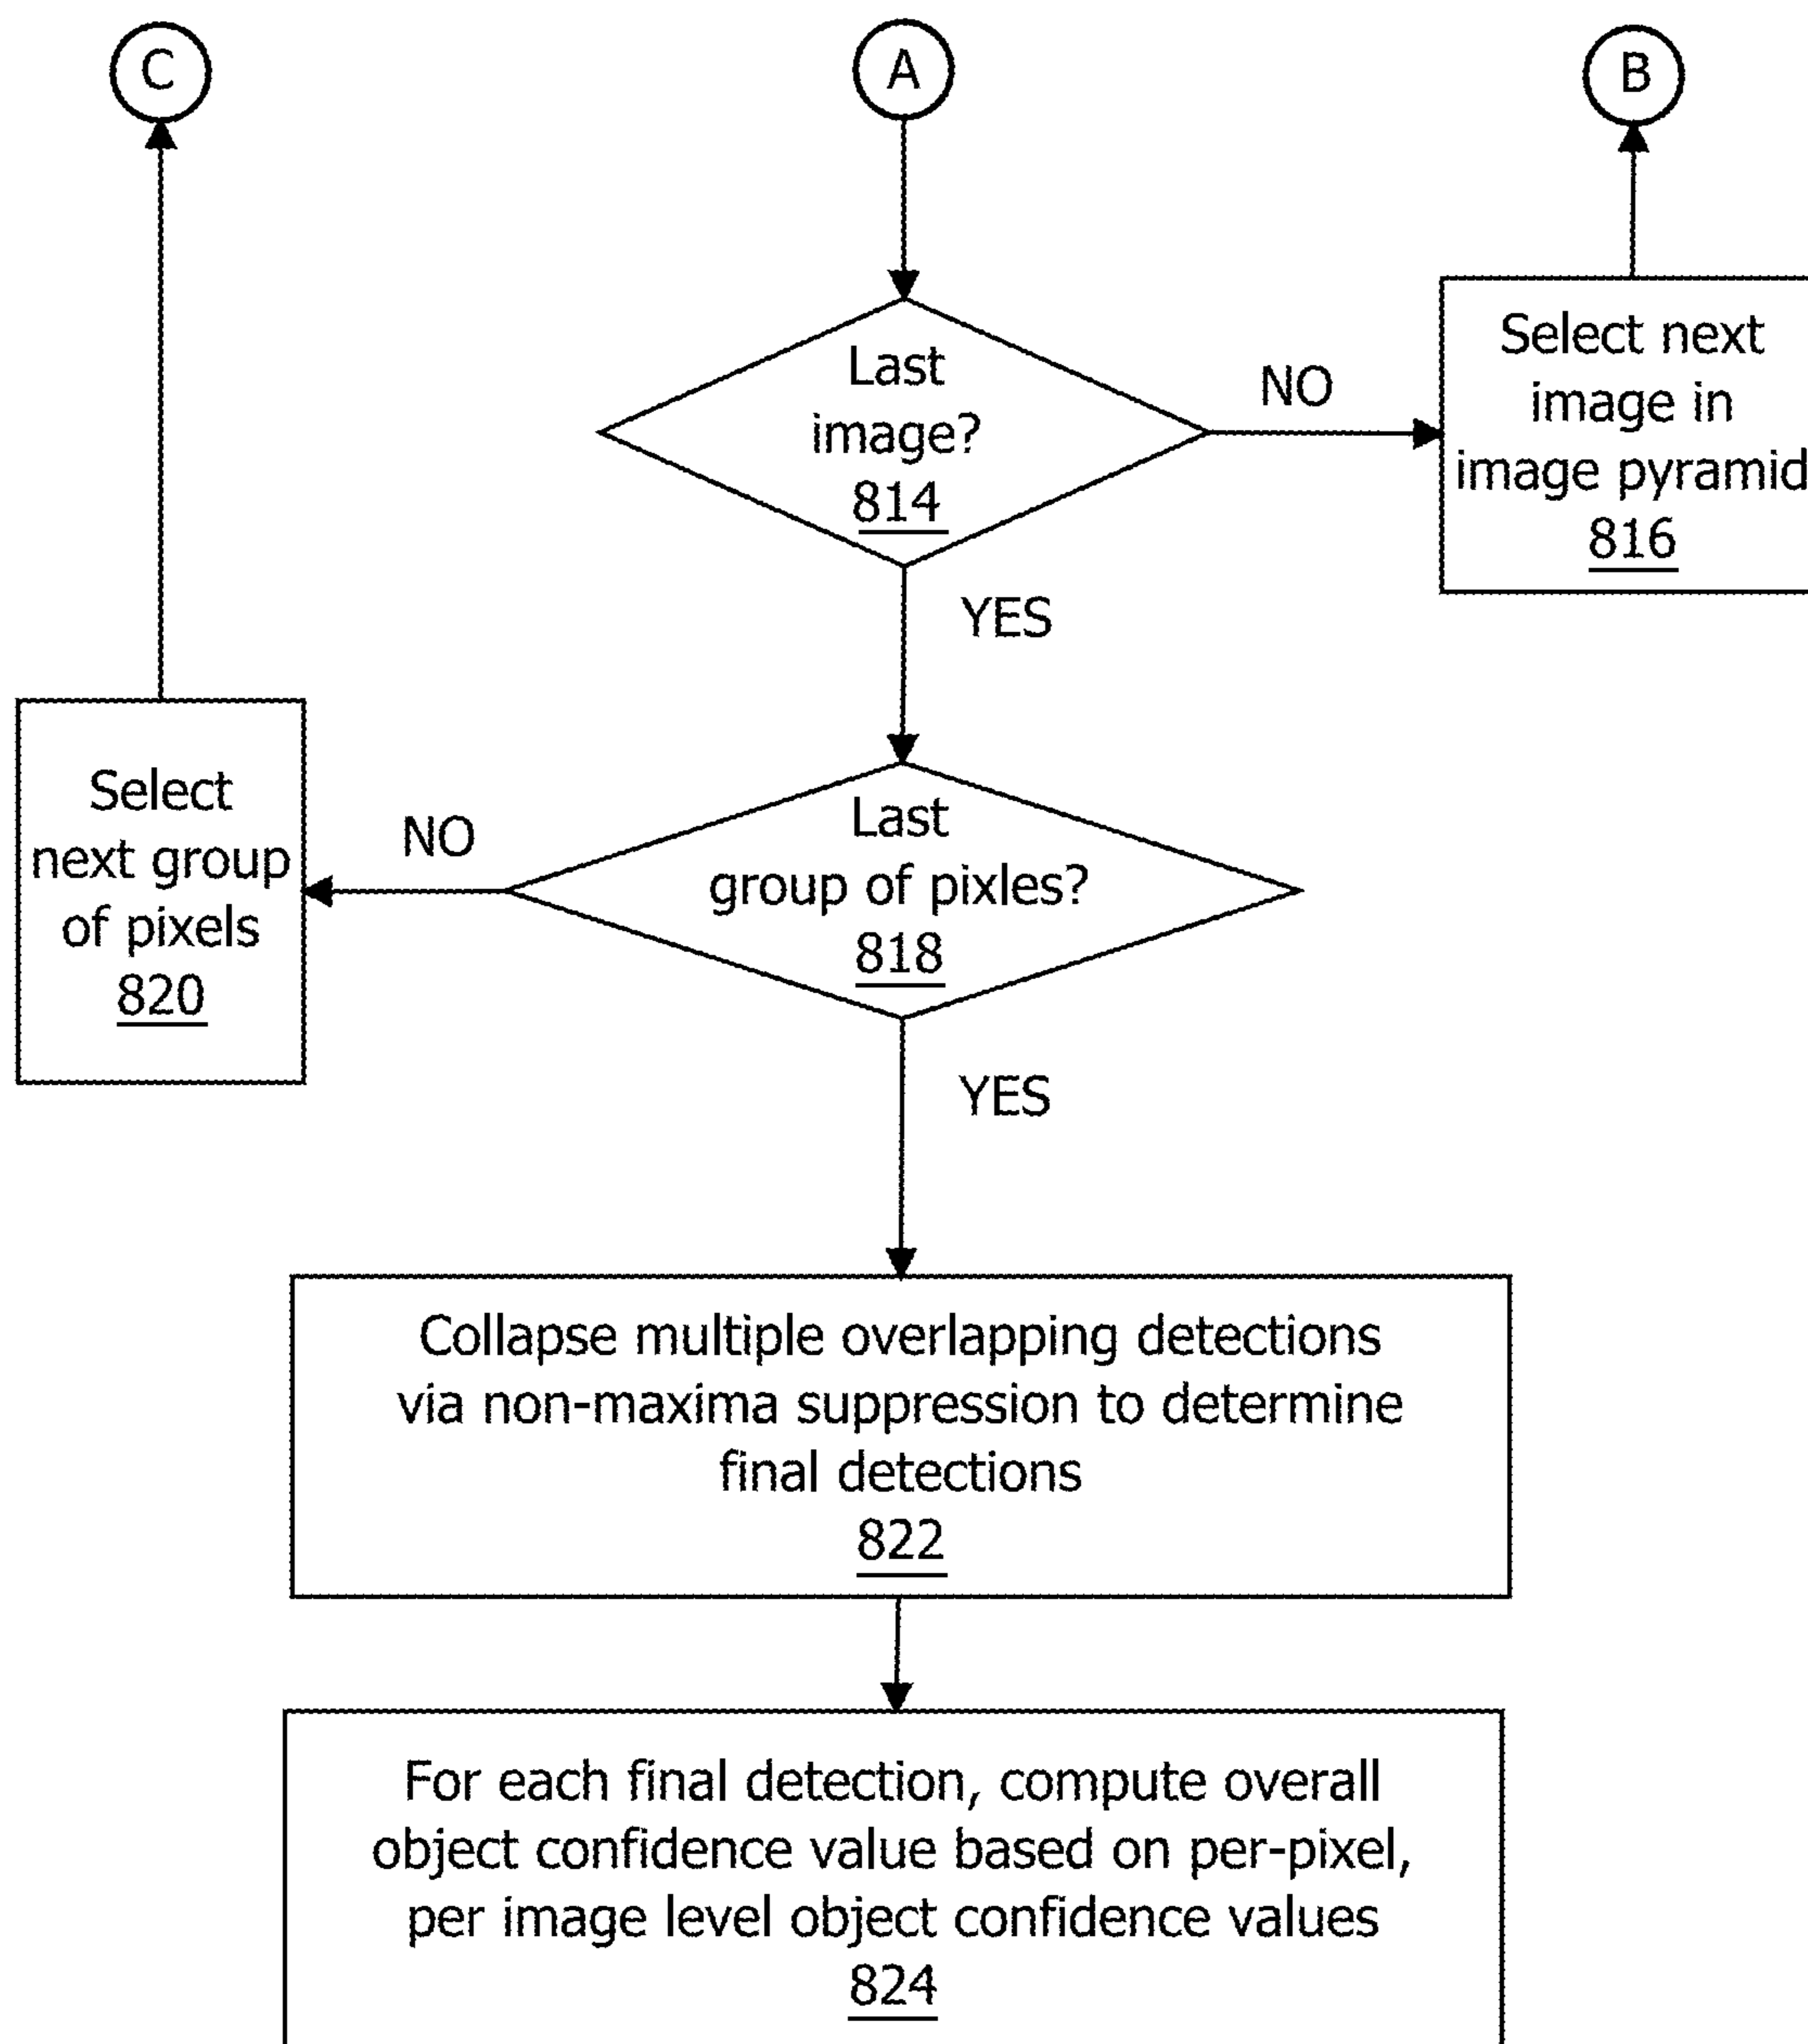 C
A
B
Last
image?
814
NO
Select next
image in
image pyramid
816
YES
Select
next group
of pixels
820
NO
Last
group of pixles?
818
YES
Collapse multiple overlapping detections
via non-maxima suppression to determine
final detections
822
For each final detection, compute overall
object confidence value based on per-pixel,
per image level object confidence values
824